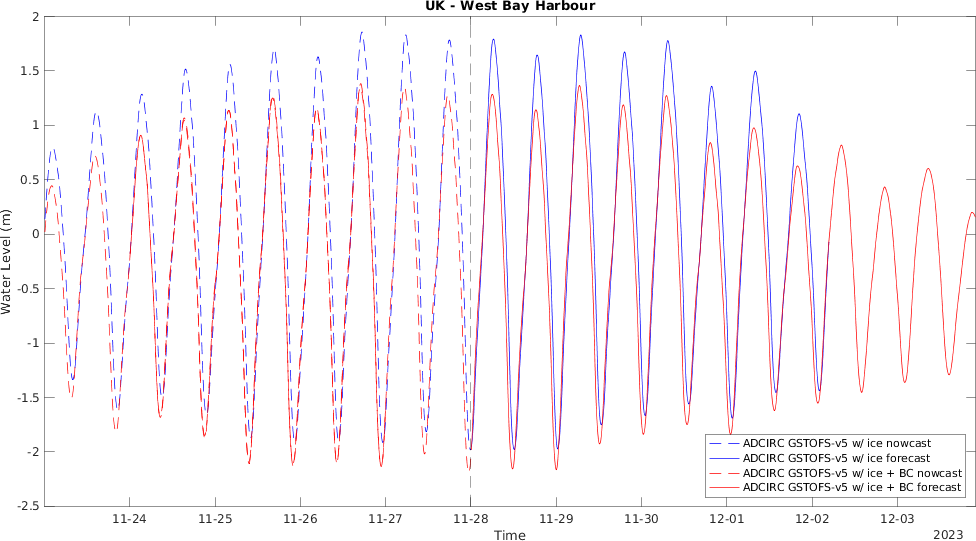 UK - West Bay Harbour
2
1.5
1
0.5
0
-0.5
-1
-1.5
-2
-2.5
Water Level (m)
11-24 11-25 11-26 11-27 11-28 11-29 11-30 12-01 12-02 12-03
Time
2023
ADCIRC GSTOFS-v5 w/ ice nowcast
ADCIRC GSTOFS-v5 w/ ice forecast
ADCIRC GSTOFS-v5 w/ ice + BC nowcast
ADCIRC GSTOFS-v5 w/ ice + BC forecast